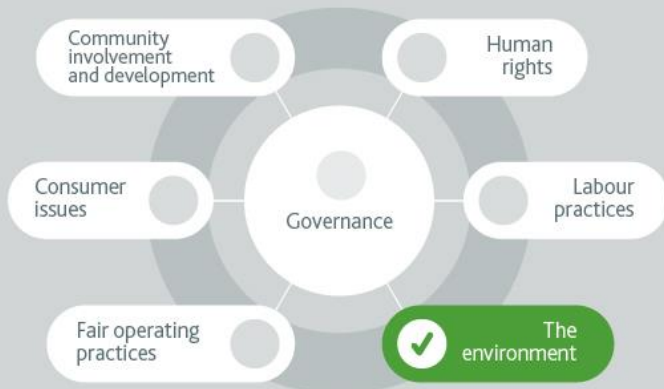 Community
involvement
and development
Human
rights
Consumer
issues
Governance
Labour
practices
Fair operating
practices
The
environment